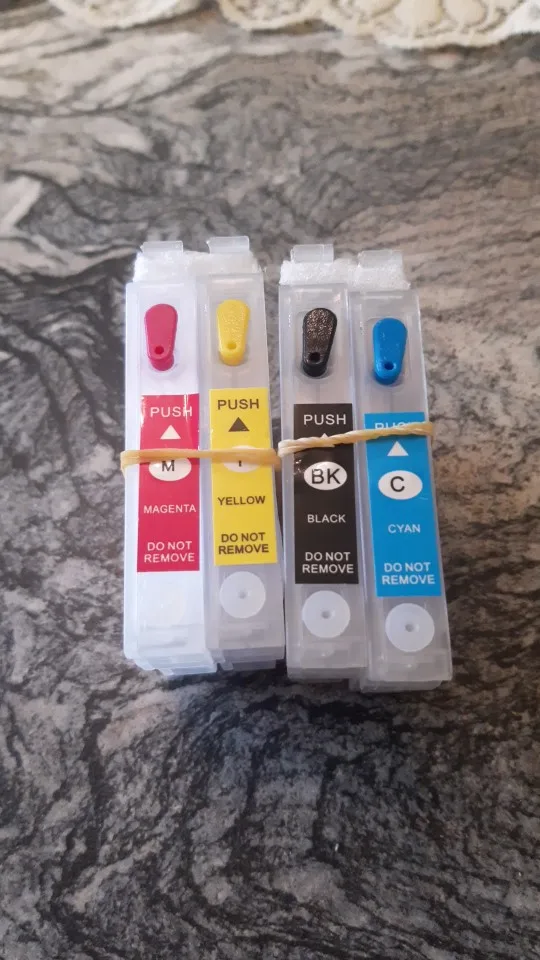 PUSH
M
MAGENTA
DO NOT
REMOVE
PUSH
YELLOW
DO NOT
REMOVE
PUSH
BK
BLACK
DO NOT
REMOVE
PUSH
C
CYAN
DO NOT
REMOVE